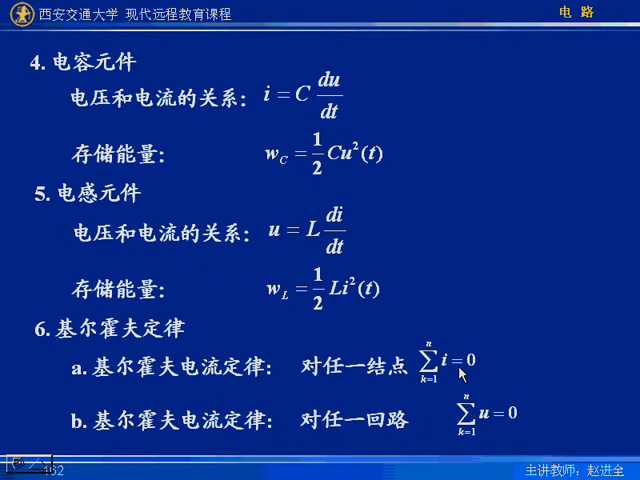 西安交通大学 现代远程教育课程
电 路
4. 电容元件
电压和电流的关系: i = C du/dt
存储能量: w_C = 1/2 Cu²(t)
5. 电感元件
电压和电流的关系: u = L di/dt
存储能量: w_L = 1/2 Li²(t)
6. 基尔霍夫定律
a. 基尔霍夫电流定律: 对任一结点 ∑_{k=1}^{n} i = 0
b. 基尔霍夫电流定律: 对任一回路 ∑_{k=1}^{n} u = 0
主讲教师: 赵进全